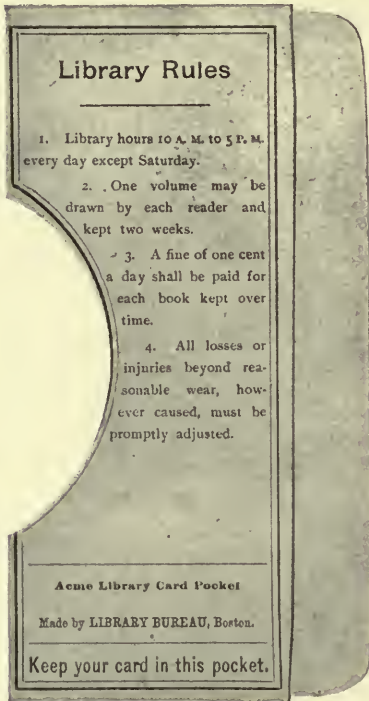 Library Rules
1. Library hours 10 A. M. to 5 P. M.
every day except Saturday.
2. One volume may be
drawn by each reader and
kept two weeks.
3. A fine of one cent
a day shall be paid for
each book kept over
time.
4. All losses or
injuries beyond rea-
sonable wear, how-
ever caused, must be
promptly adjusted.
Acme Library Card Pocket
Made by LIBRARY BUREAU, Boston.
Keep your card in this pocket.